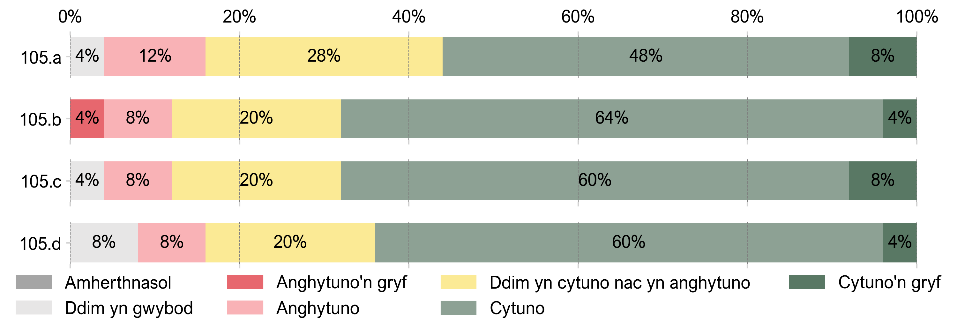 0% 20% 40% 60% 80% 100%
105.a 4% 12% 28% 48% 8%
105.b 4% 8% 20% 64% 4%
105.c 4% 8% 20% 60% 8%
105.d 8% 8% 20% 60% 4%
Amherthnasol Anghytuno'n gryf Ddim yn cytuno nac yn anghytuno Cytuno'n gryf
Ddim yn gwybod Anghytuno Cytuno